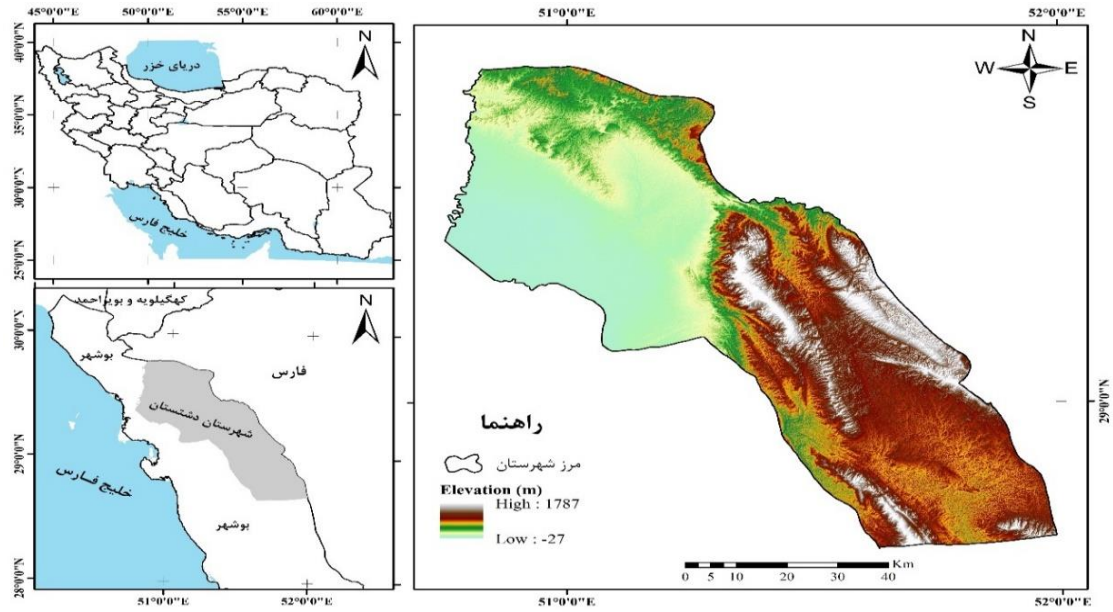 45°0'0"E 50°0'0"E 55°0'0"E 60°0'0"E
40°0'0"N
35°0'0"N
30°0'0"N
25°0'0"N
N
دریای خزر
خلیج فارس
N
کهگیلویه و بویراحمد
بوشهر
فارس
شهرستان دشتستان
خلیج فارس
بوشهر
30°0'0"N
29°0'0"N
28°0'0"N
51°0'0"E 52°0'0"E
51°0'0"E 52°0'0"E
N
W E
S
29°0'0"N
راهنما
مرز شهرستان
Elevation (m)
High : 1787
Low : -27
Km
0 5 10 20 30 40
51°0'0"E 52°0'0"E